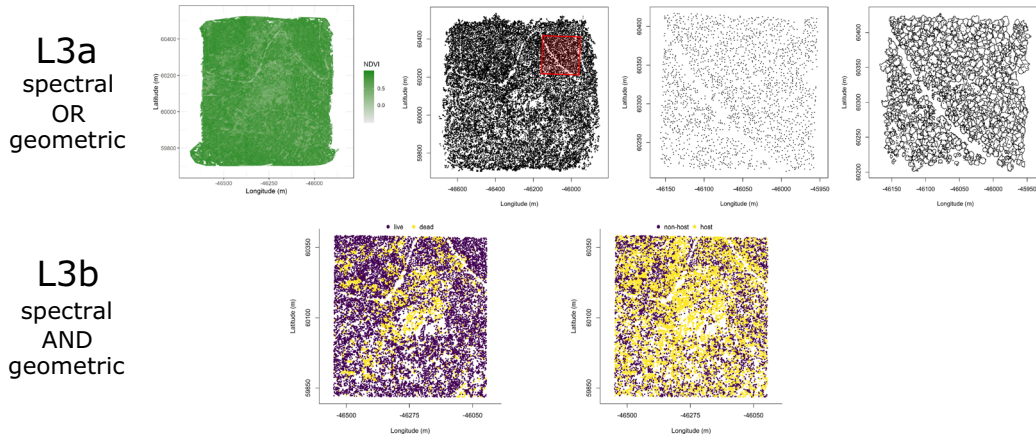 L3a
spectral
OR
geometric
Latitude (m)
60400
60200
60000
59800
-46500 -46250 -46000
Longitude (m)
NDVI
0.5
0.0
Latitude (m)
60400
60200
60000
59800
-46600 -46400 -46200 -46000
Longitude (m)
Latitude (m)
60400
60350
60300
60250
-46150 -46100 -46050 -46000 -45950
Longitude (m)
Latitude (m)
60400
60350
60300
60250
60200
-46150 -46100 -46050 -46000 -45950
Longitude (m)
L3b
spectral
AND
geometric
live dead
Latitude (m)
60350
60100
59850
-46500 -46275 -46050
Longitude (m)
non-host host
Latitude (m)
60350
60100
59850
-46500 -46275 -46050
Longitude (m)